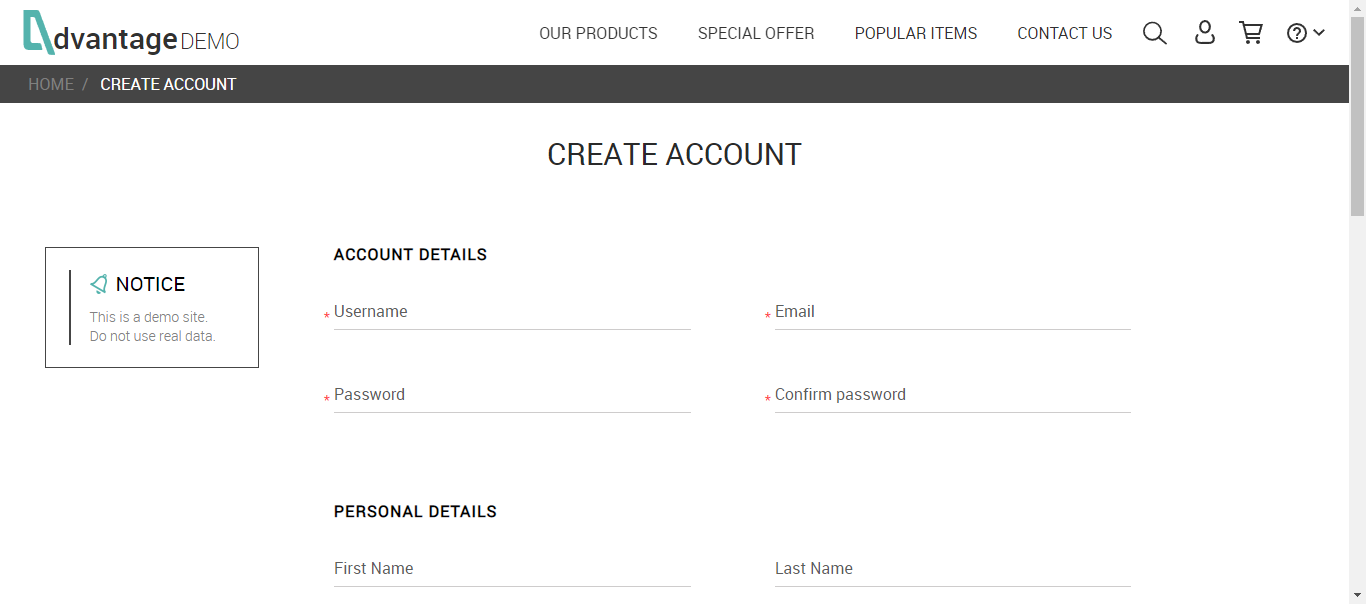 dvantage DEMO
OUR PRODUCTS SPECIAL OFFER POPULAR ITEMS CONTACT US
HOME / CREATE ACCOUNT
CREATE ACCOUNT
NOTICE
This is a demo site.
Do not use real data.
ACCOUNT DETAILS
* Username * Email
* Password * Confirm password
PERSONAL DETAILS
First Name Last Name